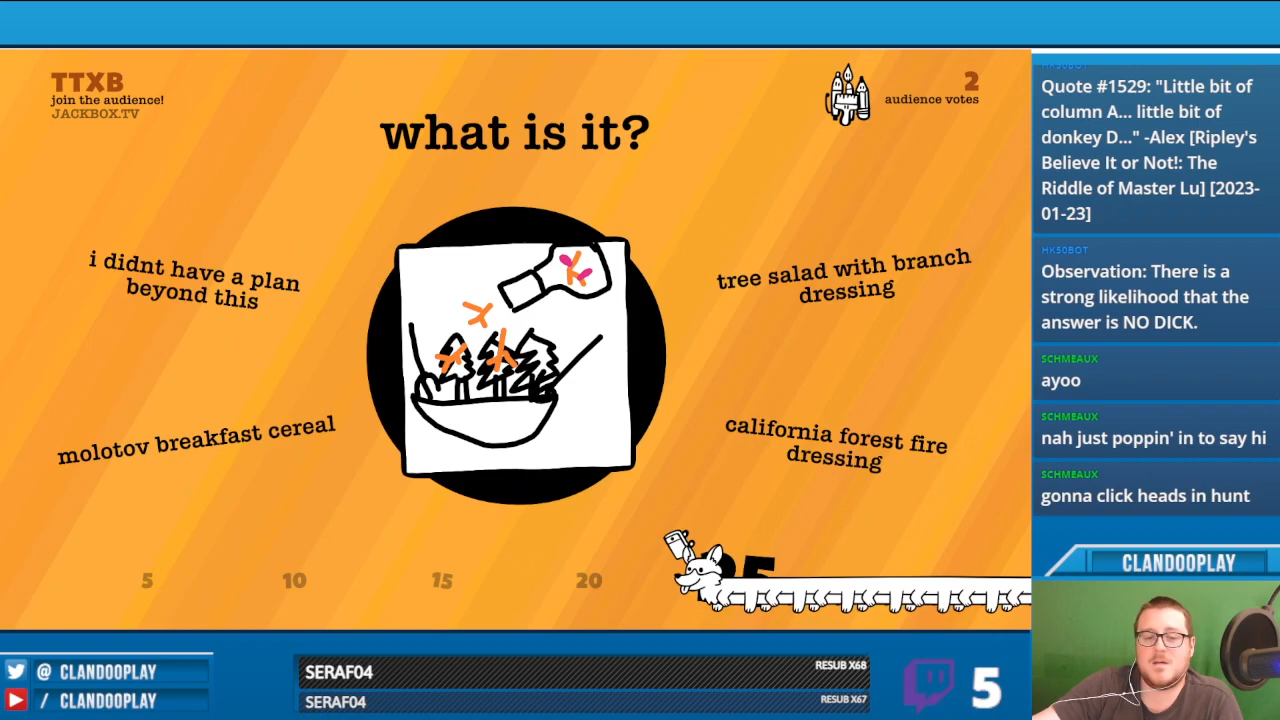 TTXB
join the audience!
JACKBOX.TV
2
audience votes
what is it?
i didnt have a plan
beyond this
tree salad with branch
dressing
molotov breakfast cereal
california forest fire
dressing
5
10
15
20
Quote #1529: "Little bit of
column A... little bit of
donkey D..." -Alex [Ripley's
Believe It or Not!: The
Riddle of Master Lu] [2023-
01-23]
HK50BOT
Observation: There is a
strong likelihood that the
answer is NO DICK.
SCHMEAUX
ayoo
SCHMEAUX
nah just poppin' in to say hi
SCHMEAUX
gonna click heads in hunt
CLANDOOPLAY
@ CLANDOOPLAY
/ CLANDOOPLAY
SERAF04
RESUB X68
SERAF04
RESUB X67
5